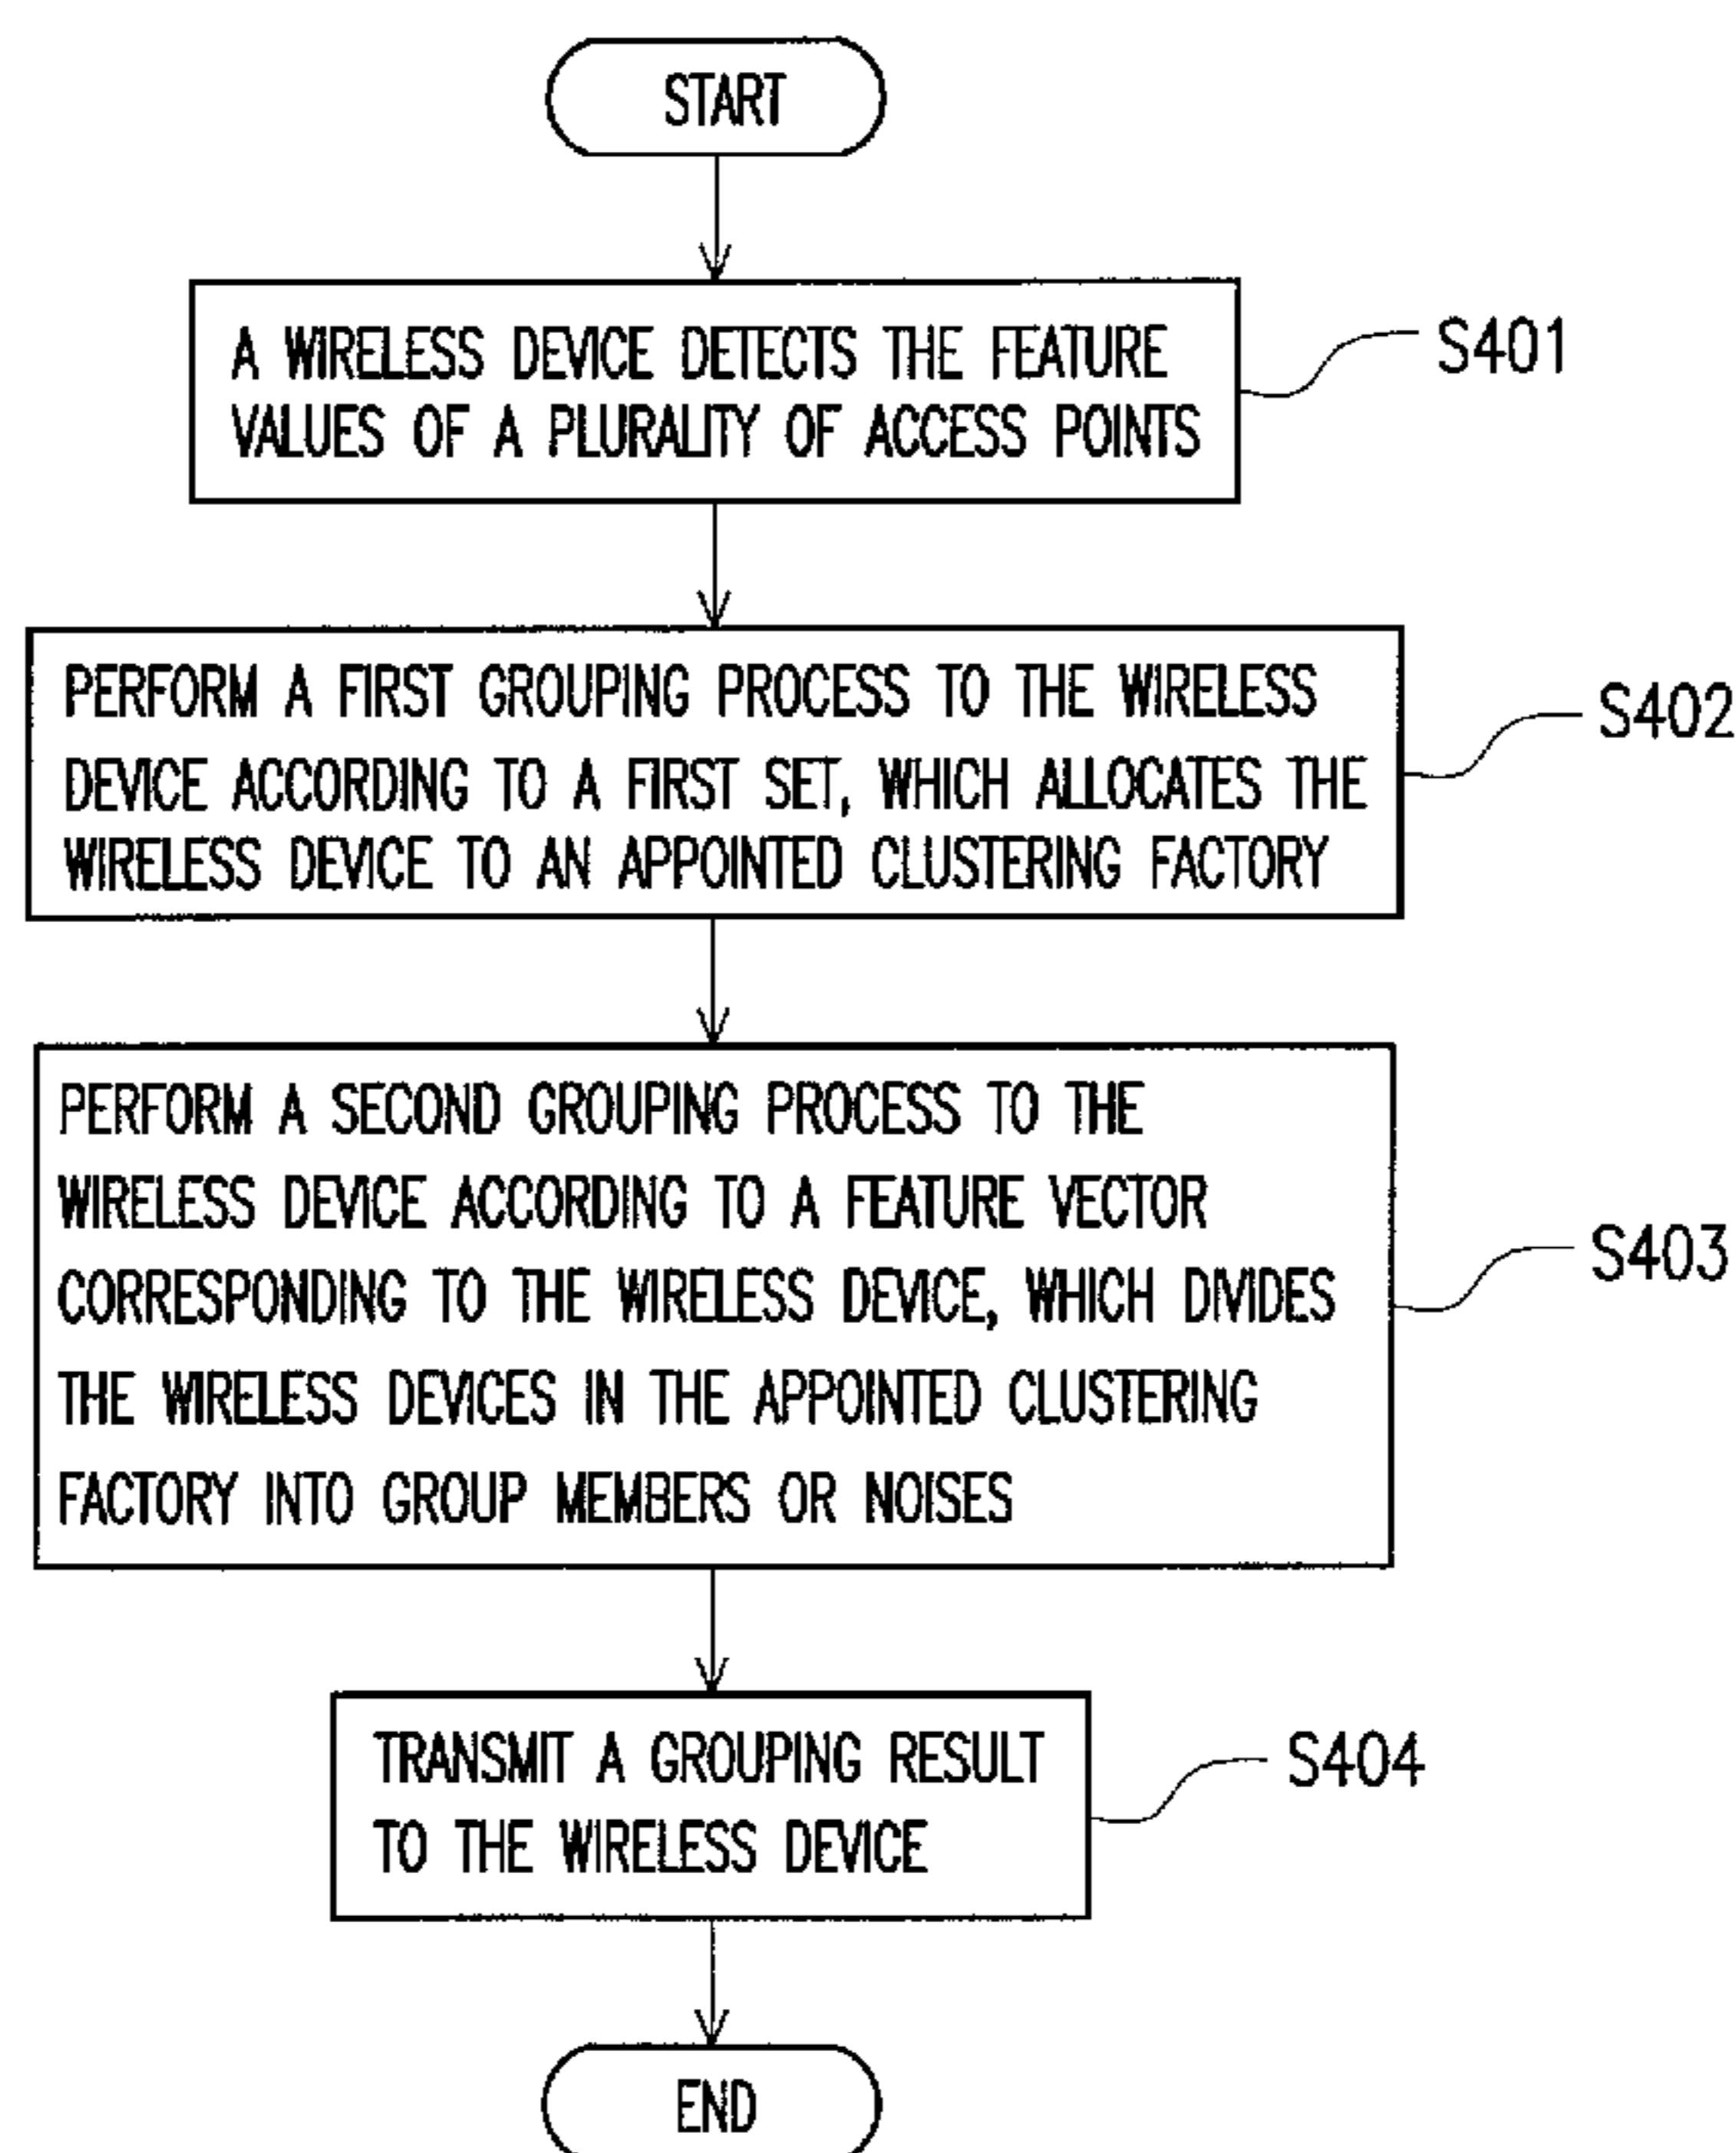 START
A WIRELESS DEVICE DETECTS THE FEATURE
VALUES OF A PLURALITY OF ACCESS POINTS
S401
PERFORM A FIRST GROUPING PROCESS TO THE WIRELESS
DEVICE ACCORDING TO A FIRST SET, WHICH ALLOCATES THE
WIRELESS DEVICE TO AN APPOINTED CLUSTERING FACTORY
S402
PERFORM A SECOND GROUPING PROCESS TO THE
WIRELESS DEVICE ACCORDING TO A FEATURE VECTOR
CORRESPONDING TO THE WIRELESS DEVICE, WHICH DIVIDES
THE WIRELESS DEVICES IN THE APPOINTED CLUSTERING
FACTORY INTO GROUP MEMBERS OR NOISES
S403
TRANSMIT A GROUPING RESULT
TO THE WIRELESS DEVICE
S404
END